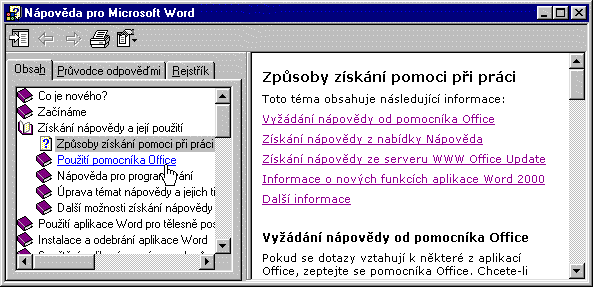 Nápověda pro Microsoft Word
Obsah Průvodce odpověďmi Rejstřík
Co je nového?
Začínáme
Získání nápovědy a její použití
Způsoby získání pomoci při práci
Použití pomocníka Office
Nápověda pro programování
Úprava témat nápovědy a jejich ti
Další možnosti získání nápovědy
Použití aplikace Word pro tělesně pos
Instalace a odebrání aplikace Word
Způsoby získání pomoci při práci
Toto téma obsahuje následující informace:
Vyžádání nápovědy od pomocníka Office
Získání nápovědy z nabídky Nápověda
Získání nápovědy ze serveru WWW Office Update
Informace o nových funkcích aplikace Word 2000
Další informace
Vyžádání nápovědy od pomocníka Office
Pokud se dotazy vztahují k některé z aplikací
Office, zeptejte se pomocníka Office. Chcete-li